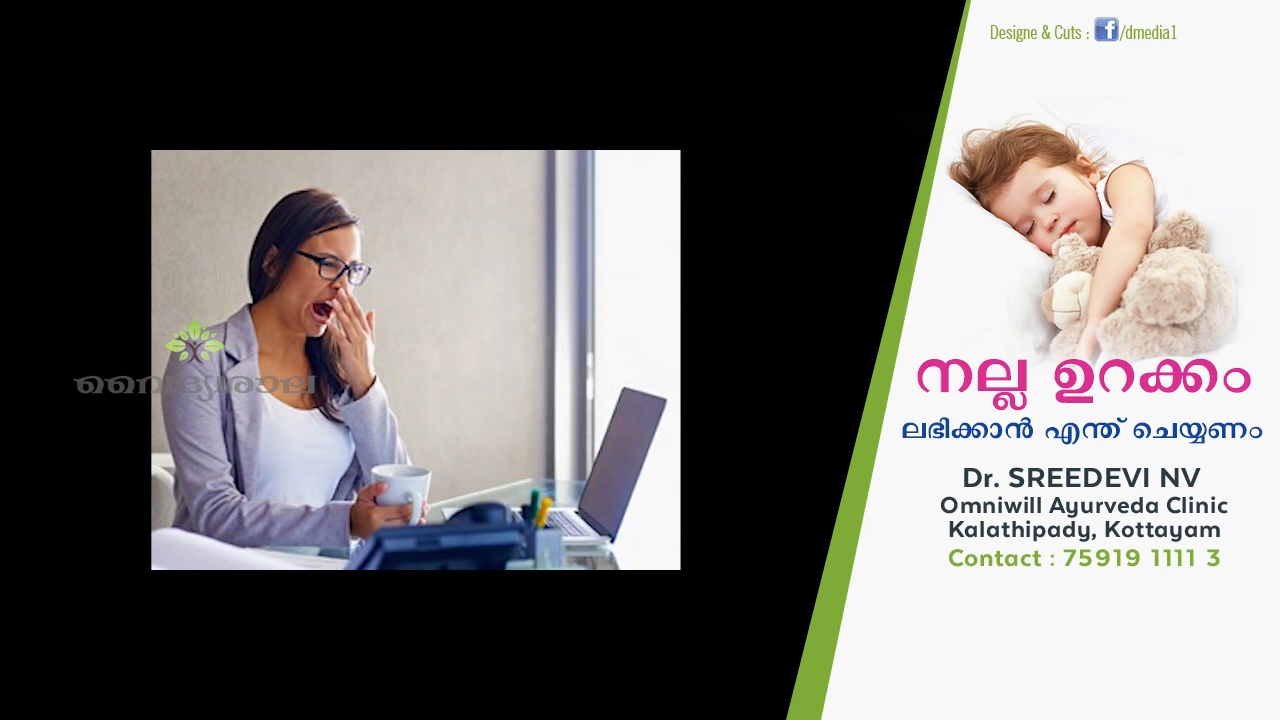 Designe & Cuts : f/dmedia1
വൈദ്യശാല
നല്ല ഉറക്കം
ലഭിക്കാൻ എന്ത് ചെയ്യണം
Dr. SREEDEVI NV
Omniwill Ayurveda Clinic
Kalathipady, Kottayam
Contact : 75919 1111 3